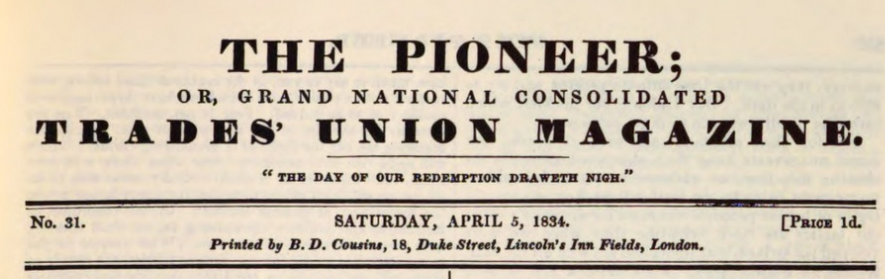 THE PIONEER;
OR, GRAND NATIONAL CONSOLIDATED
TRADES' UNION MAGAZINE.
"THE DAY OF OUR REDEMPTION DRAWETH NIGH."
No. 31. SATURDAY, APRIL 5, 1834. [PRICE 1d.
Printed by B. D. Cousins, 18, Duke Street, Lincoln's Inn Fields, London.